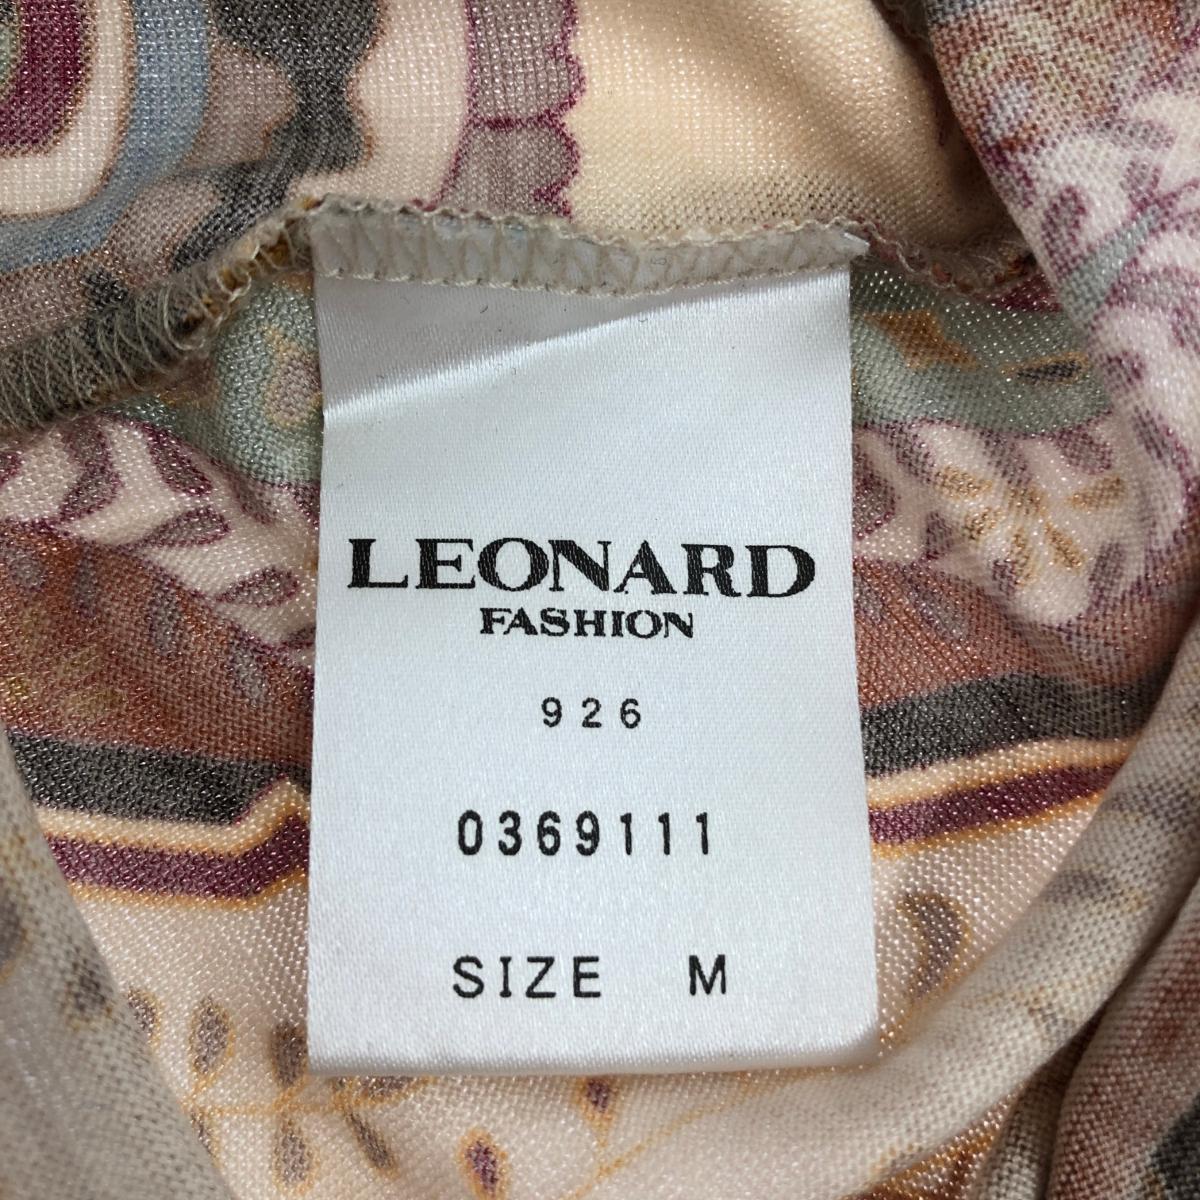 LEONARD
FASHION
926
0369111
SIZE M